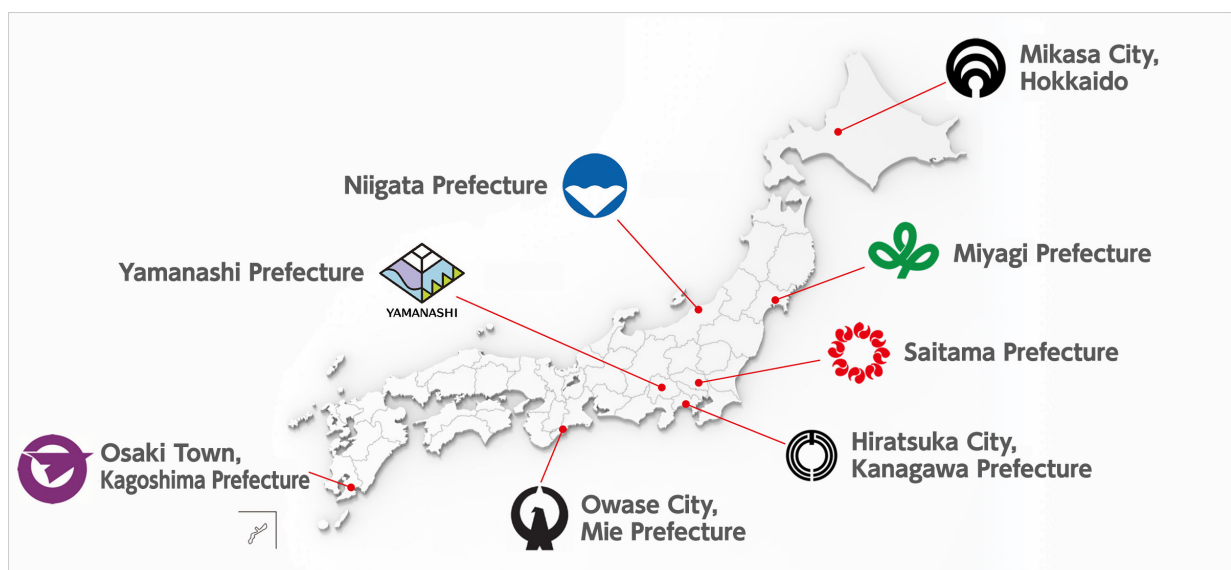 Mikasa City,
Hokkaido
Niigata Prefecture
Miyagi Prefecture
Yamanashi Prefecture
YAMANASHI
Saitama Prefecture
Hiratsuka City,
Kanagawa Prefecture
Osaki Town,
Kagoshima Prefecture
Owase City,
Mie Prefecture